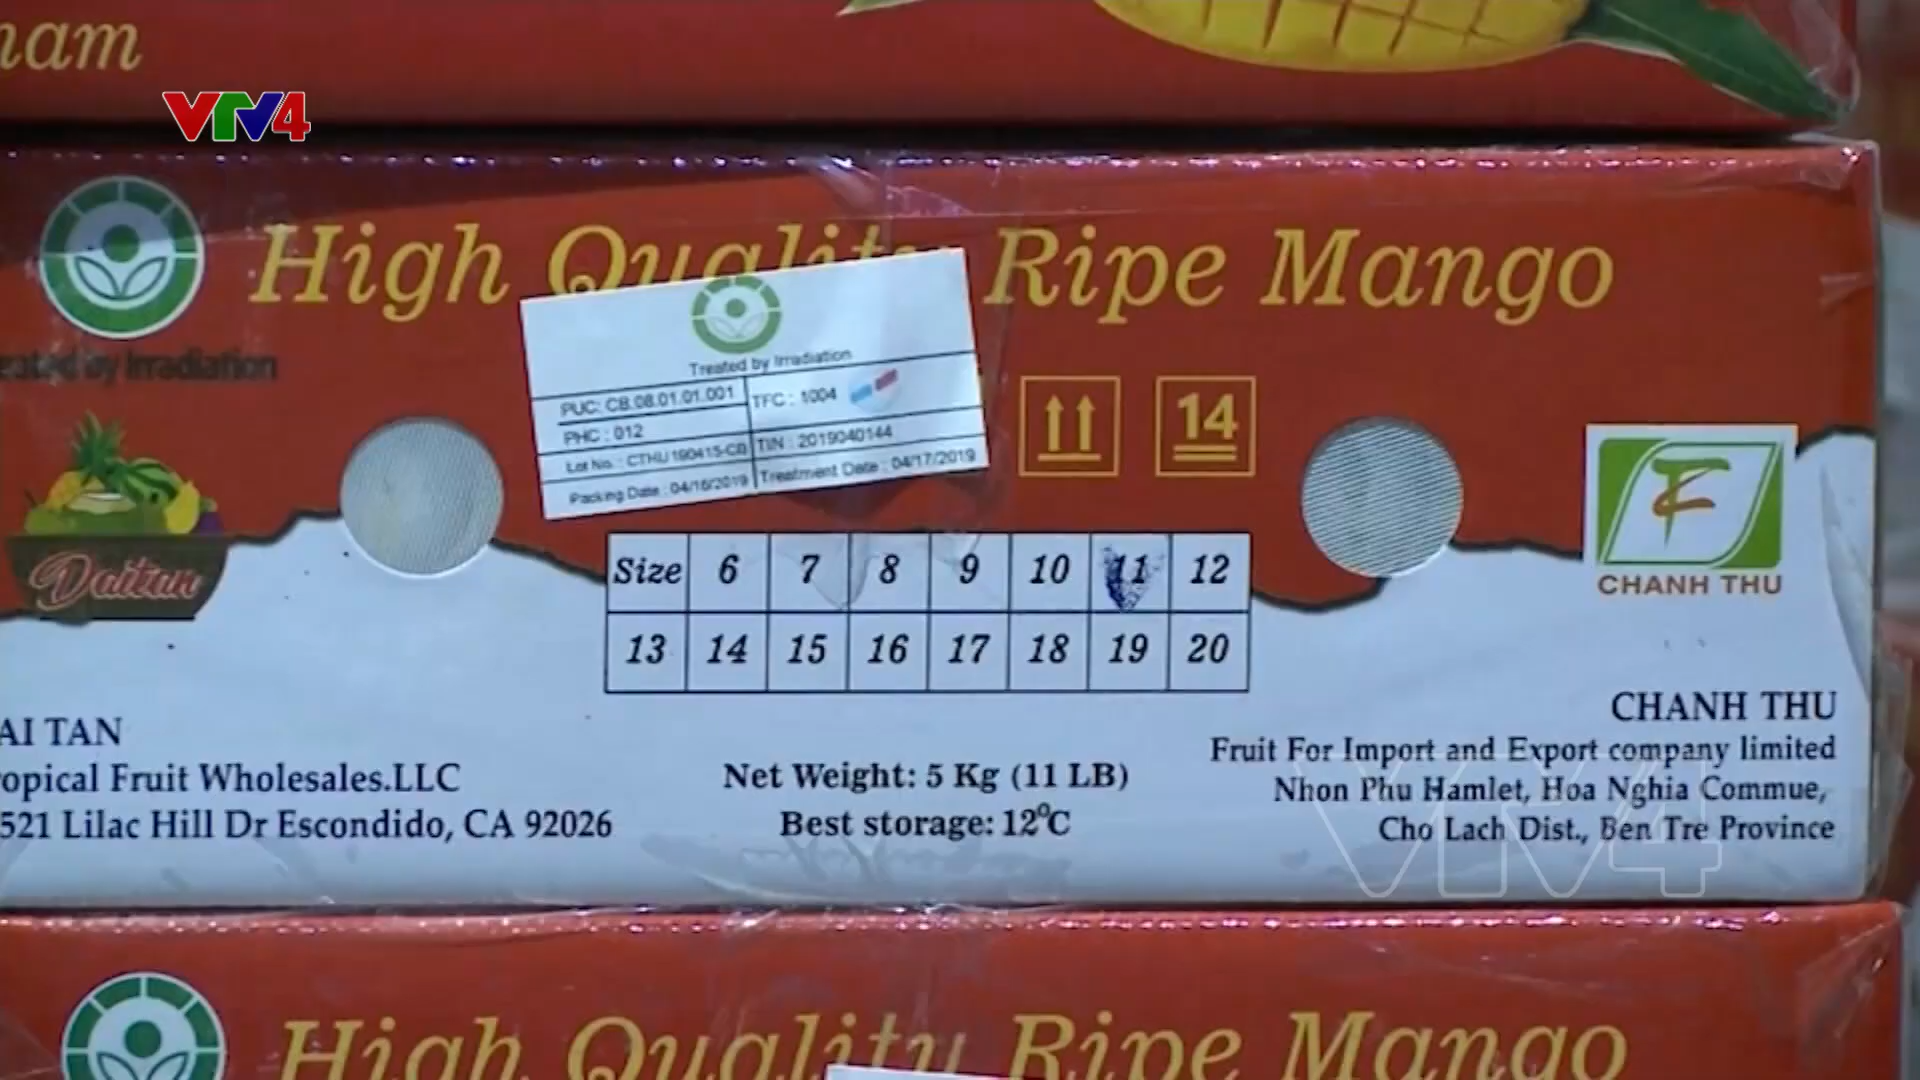 nam
VTV4
High Quality Ripe Mango
eated by Irradiation
Treated by Irradiation
PUC: CB.08.01.01.001
TFC : 1004
PHC : 012
Lot No. : CTHU190415-CB
TIN : 2019040144
Packing Date : 04/16/2019
Treatment Date : 04/17/2019
14
Daitan
CHANH THU
Size 6 7 8 9 10 11 12
13 14 15 16 17 18 19 20
AI TAN
ropical Fruit Wholesales.LLC
521 Lilac Hill Dr Escondido, CA 92026
Net Weight: 5 Kg (11 LB)
Best storage: 12⁰C
CHANH THU
Fruit For Import and Export company limited
Nhon Phu Hamlet, Hoa Nghia Commue,
Cho Lach Dist., Ben Tre Province
VTV4
High Quality Ripe Mango